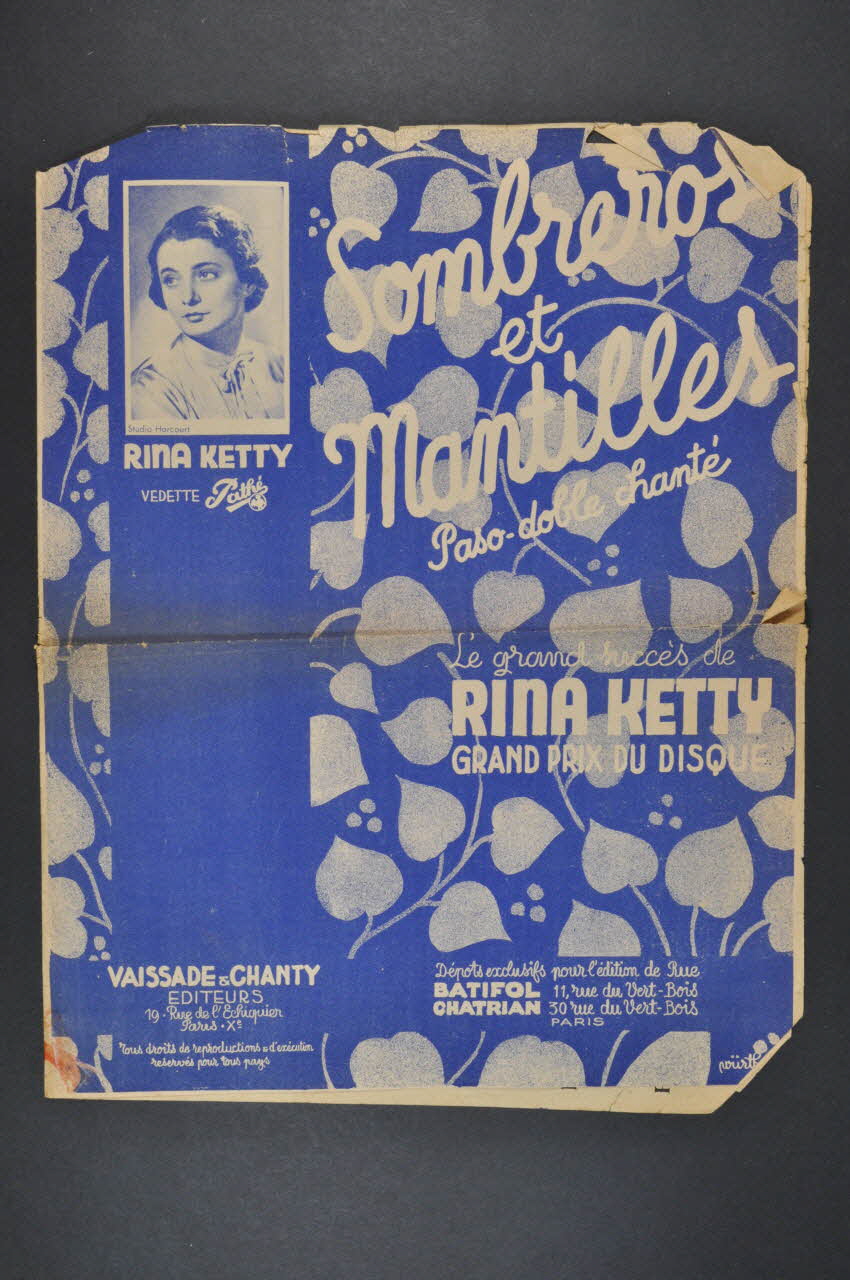 Sombreros
et
Mantilles
Paso-doble chanté
Studio Harcourt
RINA KETTY
VEDETTE Pathé
Le grand succès de
RINA KETTY
GRAND PRIX DU DISQUE
VAISSADE & CHANTY
EDITEURS
19 · Rue de l'Echiquier
Paris · Xe
Tous droits de reproductions & d'exécution
reservés pour tous pays
Dépots exclusifs pour l'édition de Rue
BATIFOL 11, rue du Vert-Bois
CHATRIAN 30 rue du Vert-Bois
PARIS